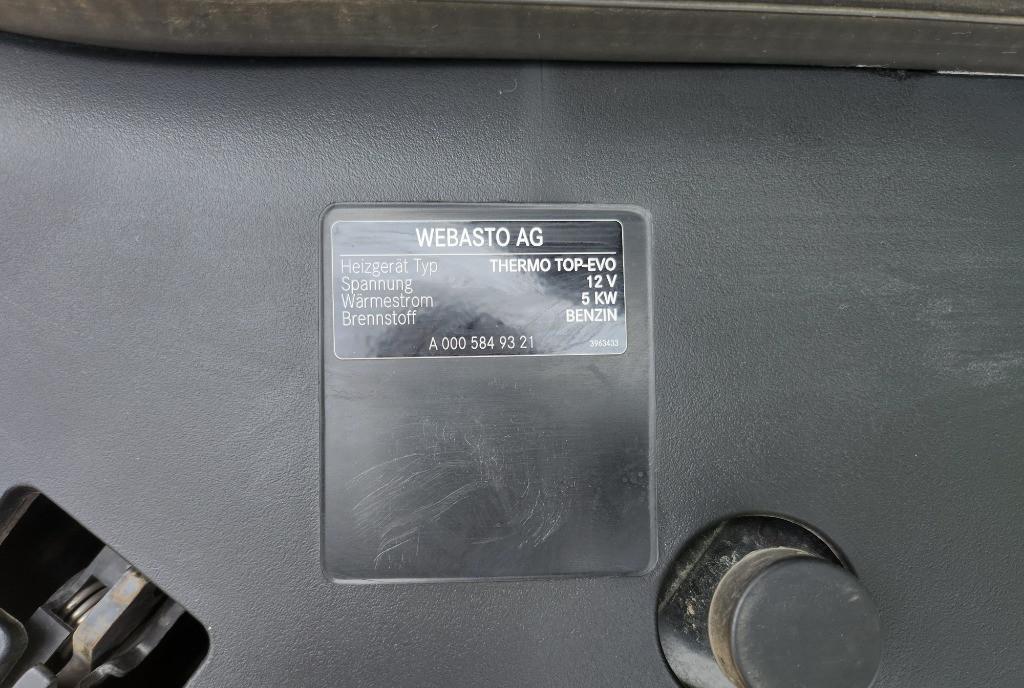 WEBASTO AG
Heizgerät Typ THERMO TOP-EVO
Spannung 12 V
Wärmestrom 5 KW
Brennstoff BENZIN
A 000 584 93 21 3963433